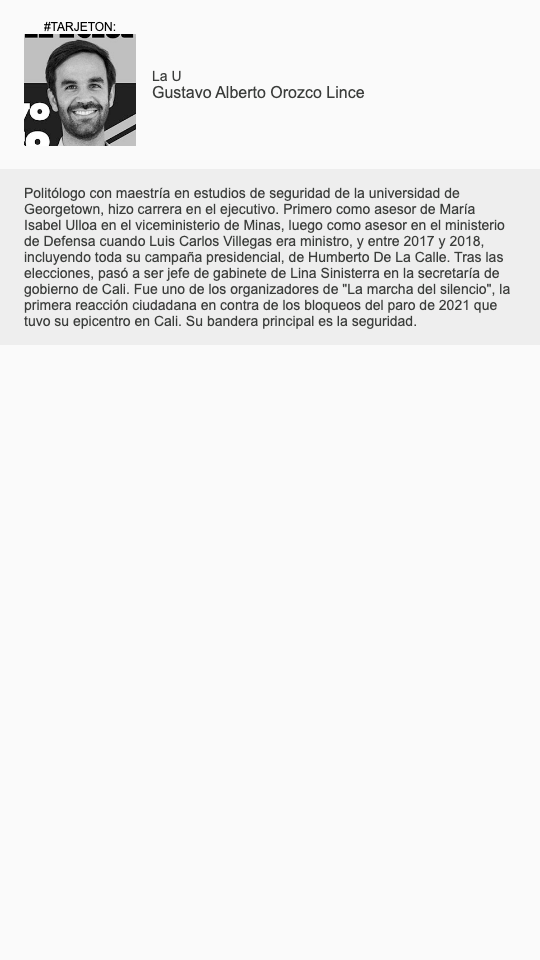 #TARJETON:
La U
Gustavo Alberto Orozco Lince
Politólogo con maestría en estudios de seguridad de la universidad de
Georgetown, hizo carrera en el ejecutivo. Primero como asesor de María
Isabel Ulloa en el viceministerio de Minas, luego como asesor en el ministerio
de Defensa cuando Luis Carlos Villegas era ministro, y entre 2017 y 2018,
incluyendo toda su campaña presidencial, de Humberto De La Calle. Tras las
elecciones, pasó a ser jefe de gabinete de Lina Sinisterra en la secretaría de
gobierno de Cali. Fue uno de los organizadores de "La marcha del silencio", la
primera reacción ciudadana en contra de los bloqueos del paro de 2021 que
tuvo su epicentro en Cali. Su bandera principal es la seguridad.